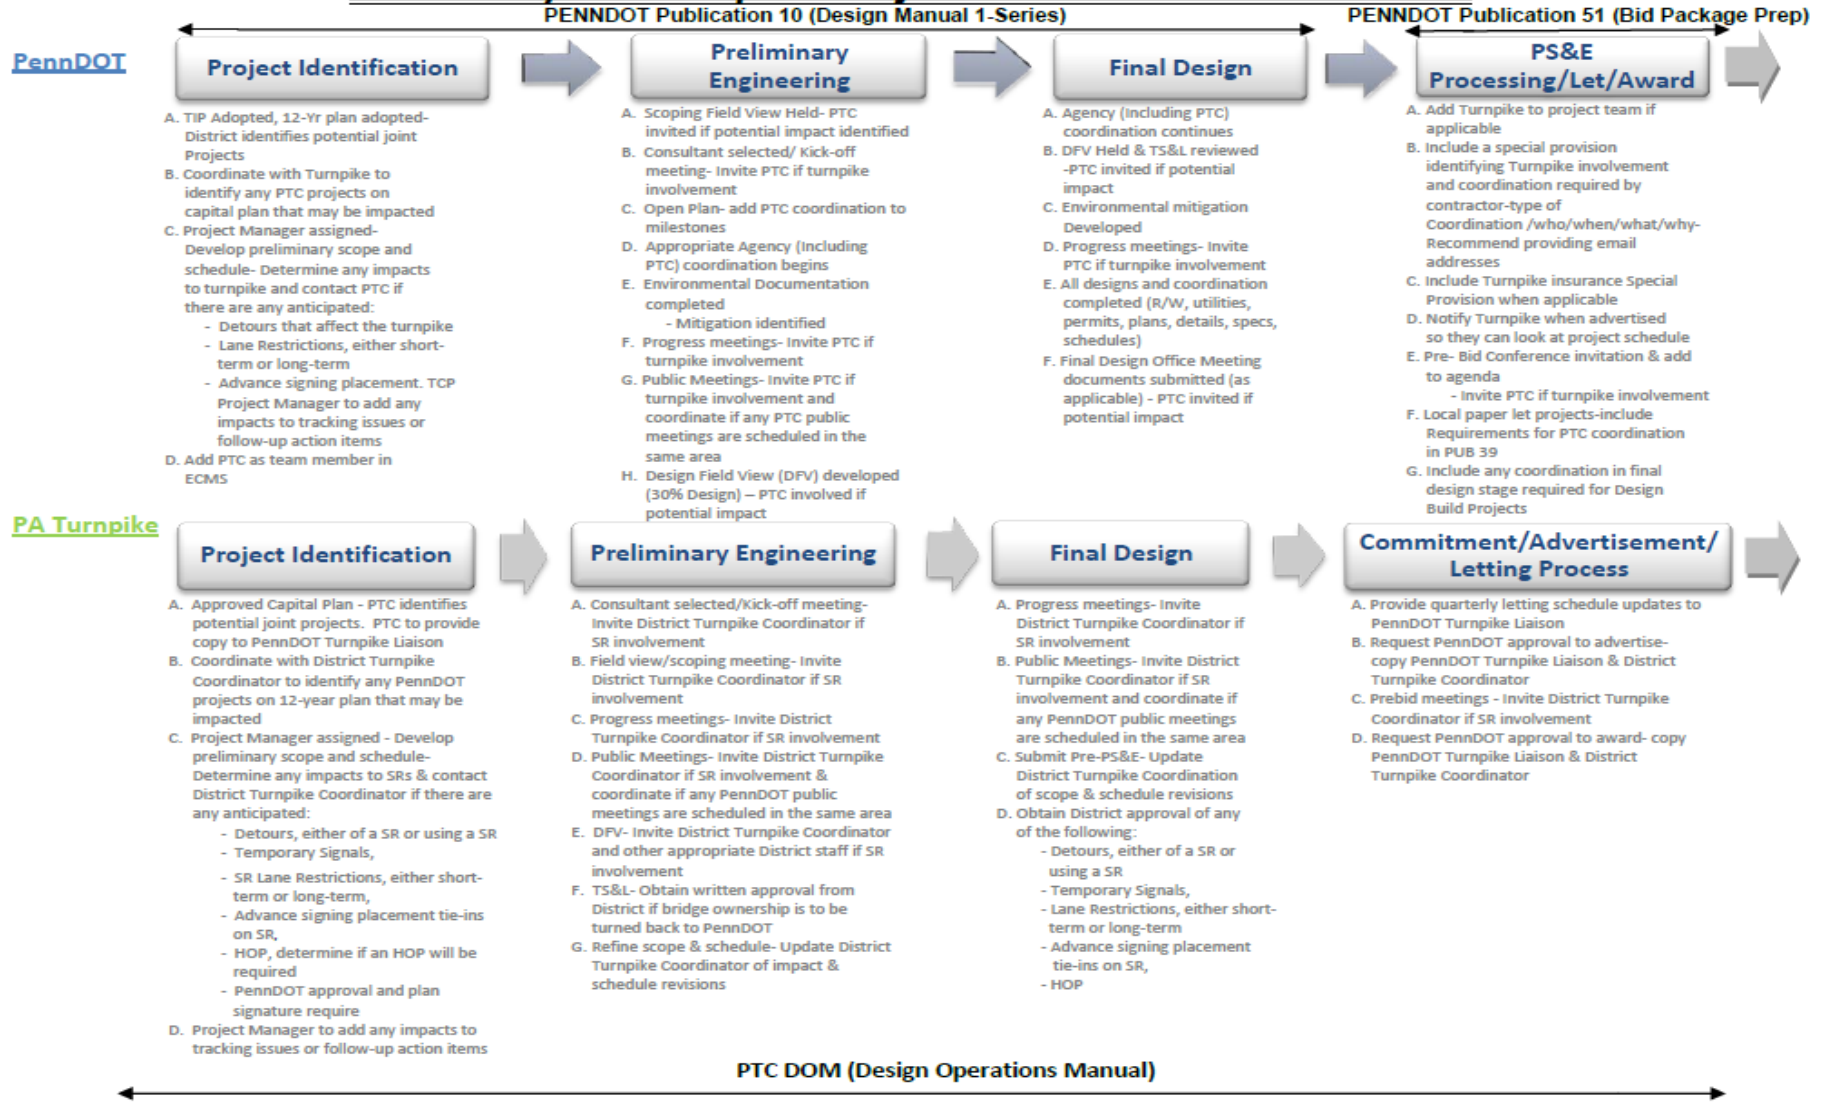 PENNDOT Publication 10 (Design Manual 1-Series)
PENNDOT Publication 51 (Bid Package Prep)
PennDOT
Project Identification
A. TIP Adopted, 12-Yr plan adopted-
District identifies potential joint
Projects
B. Coordinate with Turnpike to
identify any PTC projects on
capital plan that may be impacted
C. Project Manager assigned-
Develop preliminary scope and
schedule- Determine any impacts
to turnpike and contact PTC if
there are any anticipated:
- Detours that affect the turnpike
- Lane Restrictions, either short-
term or long-term
- Advance signing placement. TCP
Project Manager to add any
impacts to tracking issues or
follow-up action items
D. Add PTC as team member in
ECMS
Preliminary
Engineering
A. Scoping Field View Held- PTC
invited if potential impact identified
B. Consultant selected/ Kick-off
meeting- Invite PTC if turnpike
involvement
C. Open Plan- add PTC coordination to
milestones
D. Appropriate Agency (Including
PTC) coordination begins
E. Environmental Documentation
completed
- Mitigation identified
F. Progress meetings- Invite PTC if
turnpike involvement
G. Public Meetings- Invite PTC if
turnpike involvement and
coordinate if any PTC public
meetings are scheduled in the
same area
H. Design Field View (DFV) developed
(30% Design) – PTC involved if
potential impact
Final Design
A. Agency (Including PTC)
coordination continues
B. DFV Held & TS&L reviewed
-PTC invited if potential
impact
C. Environmental mitigation
Developed
D. Progress meetings- Invite
PTC if turnpike involvement
E. All designs and coordination
completed (R/W, utilities,
permits, plans, details, specs,
schedules)
F. Final Design Office Meeting
documents submitted (as
applicable) - PTC invited if
potential impact
PS&E
Processing/Let/Award
A. Add Turnpike to project team if
applicable
B. Include a special provision
identifying Turnpike involvement
and coordination required by
contractor-type of
Coordination /who/when/what/why-
Recommend providing email
addresses
C. Include Turnpike insurance Special
Provision when applicable
D. Notify Turnpike when advertised
so they can look at project schedule
E. Pre- Bid Conference invitation & add
to agenda
- Invite PTC if turnpike involvement
F. Local paper let projects-include
Requirements for PTC coordination
in PUB 39
G. Include any coordination in final
design stage required for Design
Build Projects
PA Turnpike
Project Identification
A. Approved Capital Plan - PTC identifies
potential joint projects. PTC to provide
copy to PennDOT Turnpike Liaison
B. Coordinate with District Turnpike
Coordinator to identify any PennDOT
projects on 12-year plan that may be
impacted
C. Project Manager assigned - Develop
preliminary scope and schedule-
Determine any impacts to SRs & contact
District Turnpike Coordinator if there are
any anticipated:
- Detours, either of a SR or using a SR
- Temporary Signals,
- SR Lane Restrictions, either short-
term or long-term,
- Advance signing placement tie-ins
on SR,
- HOP, determine if an HOP will be
required
- PennDOT approval and plan
signature require
D. Project Manager to add any impacts to
tracking issues or follow-up action items
Preliminary Engineering
A. Consultant selected/Kick-off meeting-
Invite District Turnpike Coordinator if
SR involvement
B. Field view/scoping meeting- Invite
District Turnpike Coordinator if SR
involvement
C. Progress meetings- Invite District
Turnpike Coordinator if SR involvement
D. Public Meetings- Invite District Turnpike
Coordinator if SR involvement &
coordinate if any PennDOT public
meetings are scheduled in the same area
E. DFV- Invite District Turnpike Coordinator
and other appropriate District staff if SR
involvement
F. TS&L- Obtain written approval from
District if bridge ownership is to be
turned back to PennDOT
G. Refine scope & schedule- Update District
Turnpike Coordinator of impact &
schedule revisions
Final Design
A. Progress meetings- Invite
District Turnpike Coordinator if
SR involvement
B. Public Meetings- Invite District
Turnpike Coordinator if SR
involvement and coordinate if
any PennDOT public meetings
are scheduled in the same area
C. Submit Pre-PS&E- Update
District Turnpike Coordination
of scope & schedule revisions
D. Obtain District approval of any
of the following:
- Detours, either of a SR or
using a SR
- Temporary Signals,
- Lane Restrictions, either short-
term or long-term
- Advance signing placement
tie-ins on SR,
- HOP
Commitment/Advertisement/
Letting Process
A. Provide quarterly letting schedule updates to
PennDOT Turnpike Liaison
B. Request PennDOT approval to advertise-
copy PennDOT Turnpike Liaison & District
Turnpike Coordinator
C. Prebid meetings - Invite District Turnpike
Coordinator if SR involvement
D. Request PennDOT approval to award- copy
PennDOT Turnpike Liaison & District
Turnpike Coordinator
PTC DOM (Design Operations Manual)